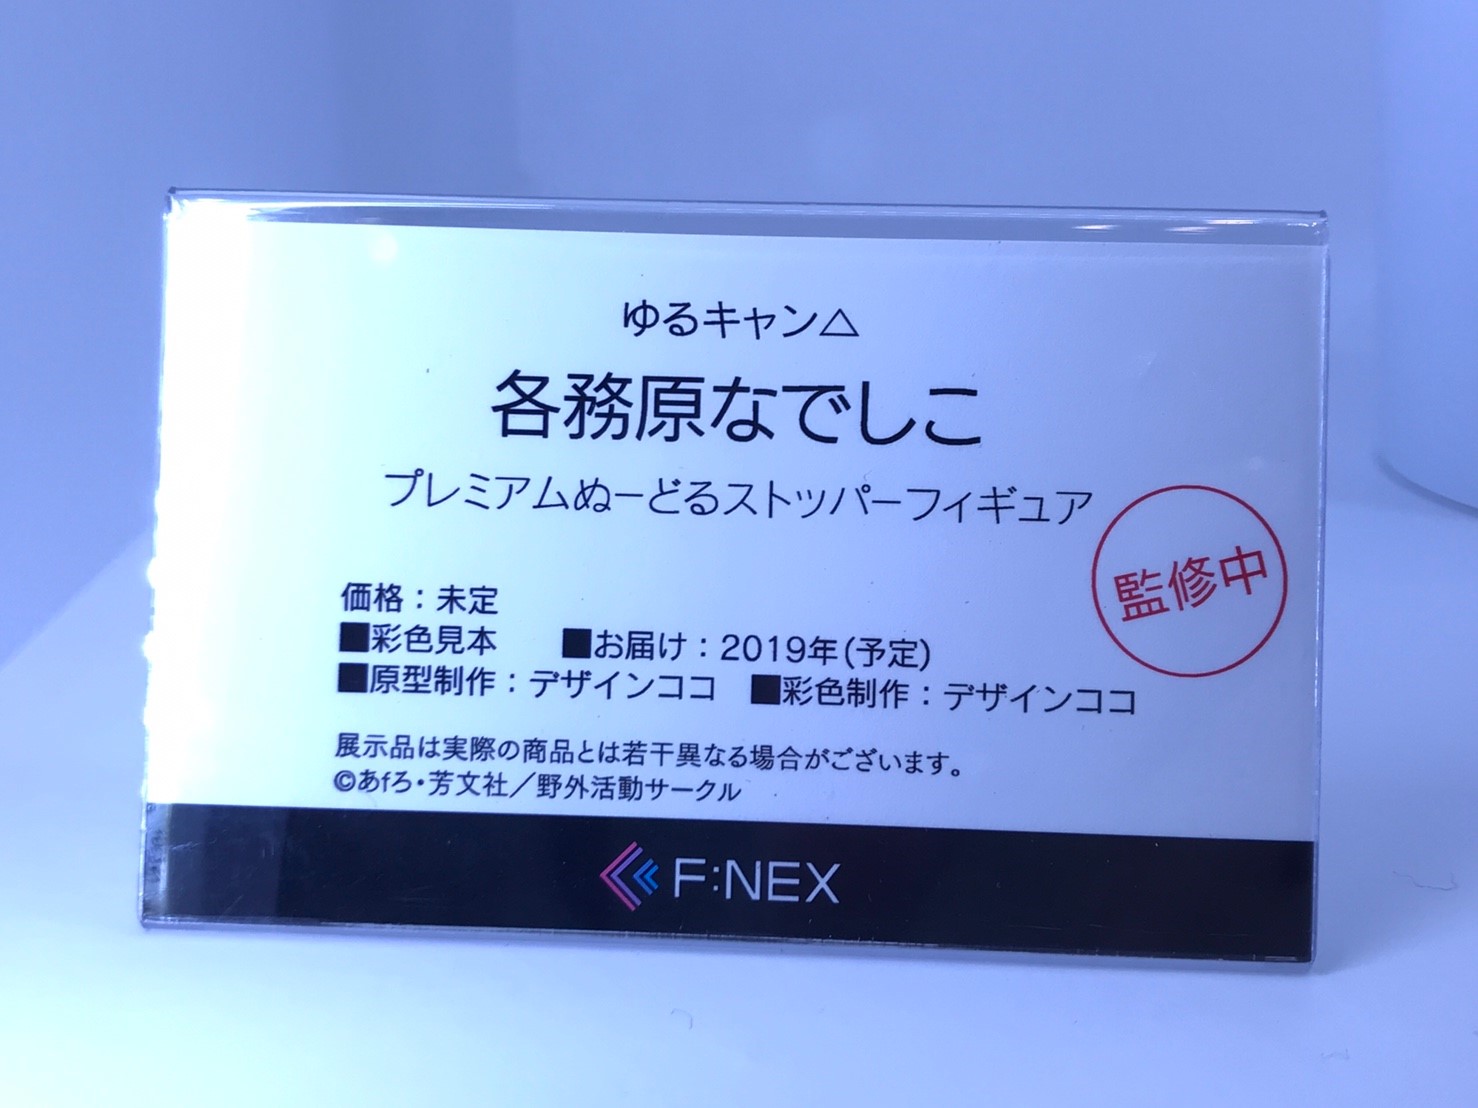 ゆるキャン△
各務原なでしこ
プレミアムぬーどるストッパーフィギュア
監修中
価格：未定
■彩色見本　■お届け：2019年(予定)
■原型制作：デザインココ　■彩色制作：デザインココ
展示品は実際の商品とは若干異なる場合がございます。
©あfろ・芳文社／野外活動サークル
F:NEX